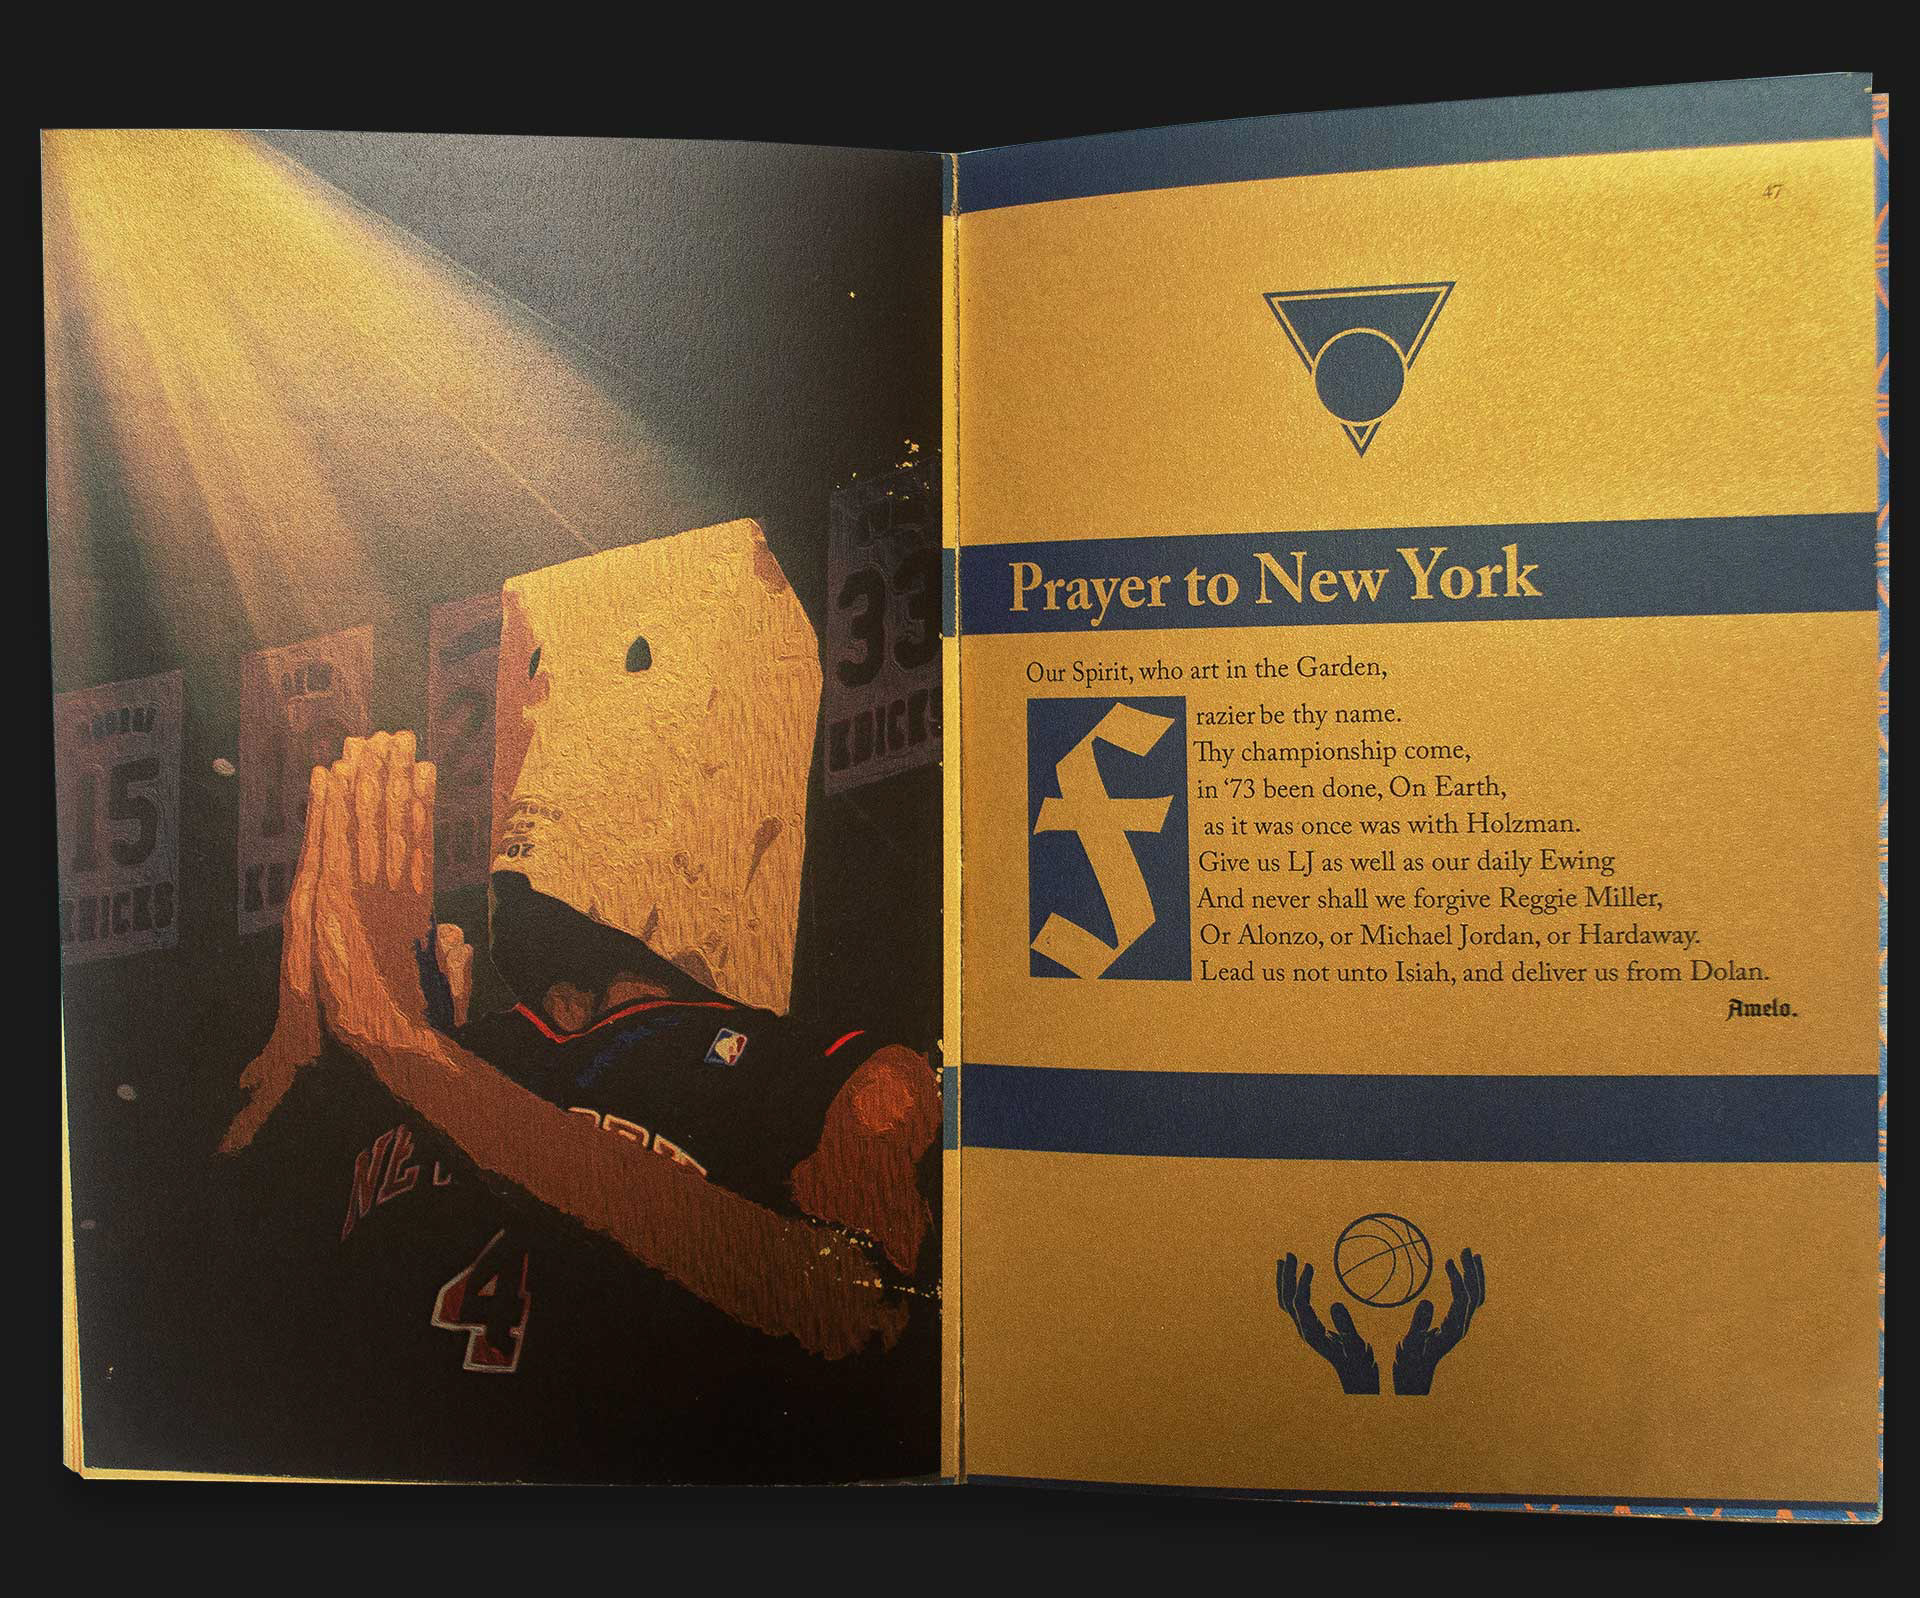 15
KNICKS
33
KNICKS
4
47
Prayer to New York
Our Spirit, who art in the Garden,
frazier be thy name.
Thy championship come,
in ‘73 been done, On Earth,
as it was once was with Holzman.
Give us LJ as well as our daily Ewing
And never shall we forgive Reggie Miller,
Or Alonzo, or Michael Jordan, or Hardaway.
Lead us not unto Isiah, and deliver us from Dolan.
Amelo.